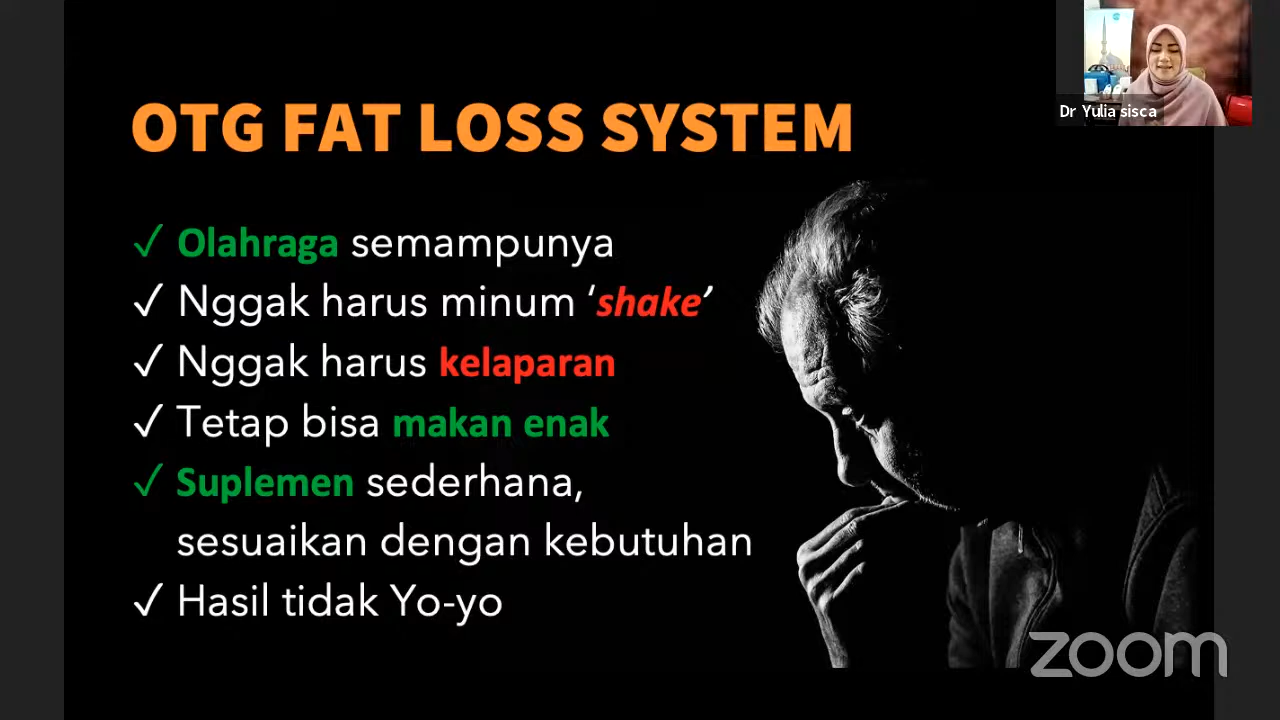 OTG FAT LOSS SYSTEM
Dr Yulia sisca
✓ Olahraga semampunya
✓ Nggak harus minum ‘shake’
✓ Nggak harus kelaparan
✓ Tetap bisa makan enak
✓ Suplemen sederhana,
sesuaikan dengan kebutuhan
✓ Hasil tidak Yo-yo
zoom